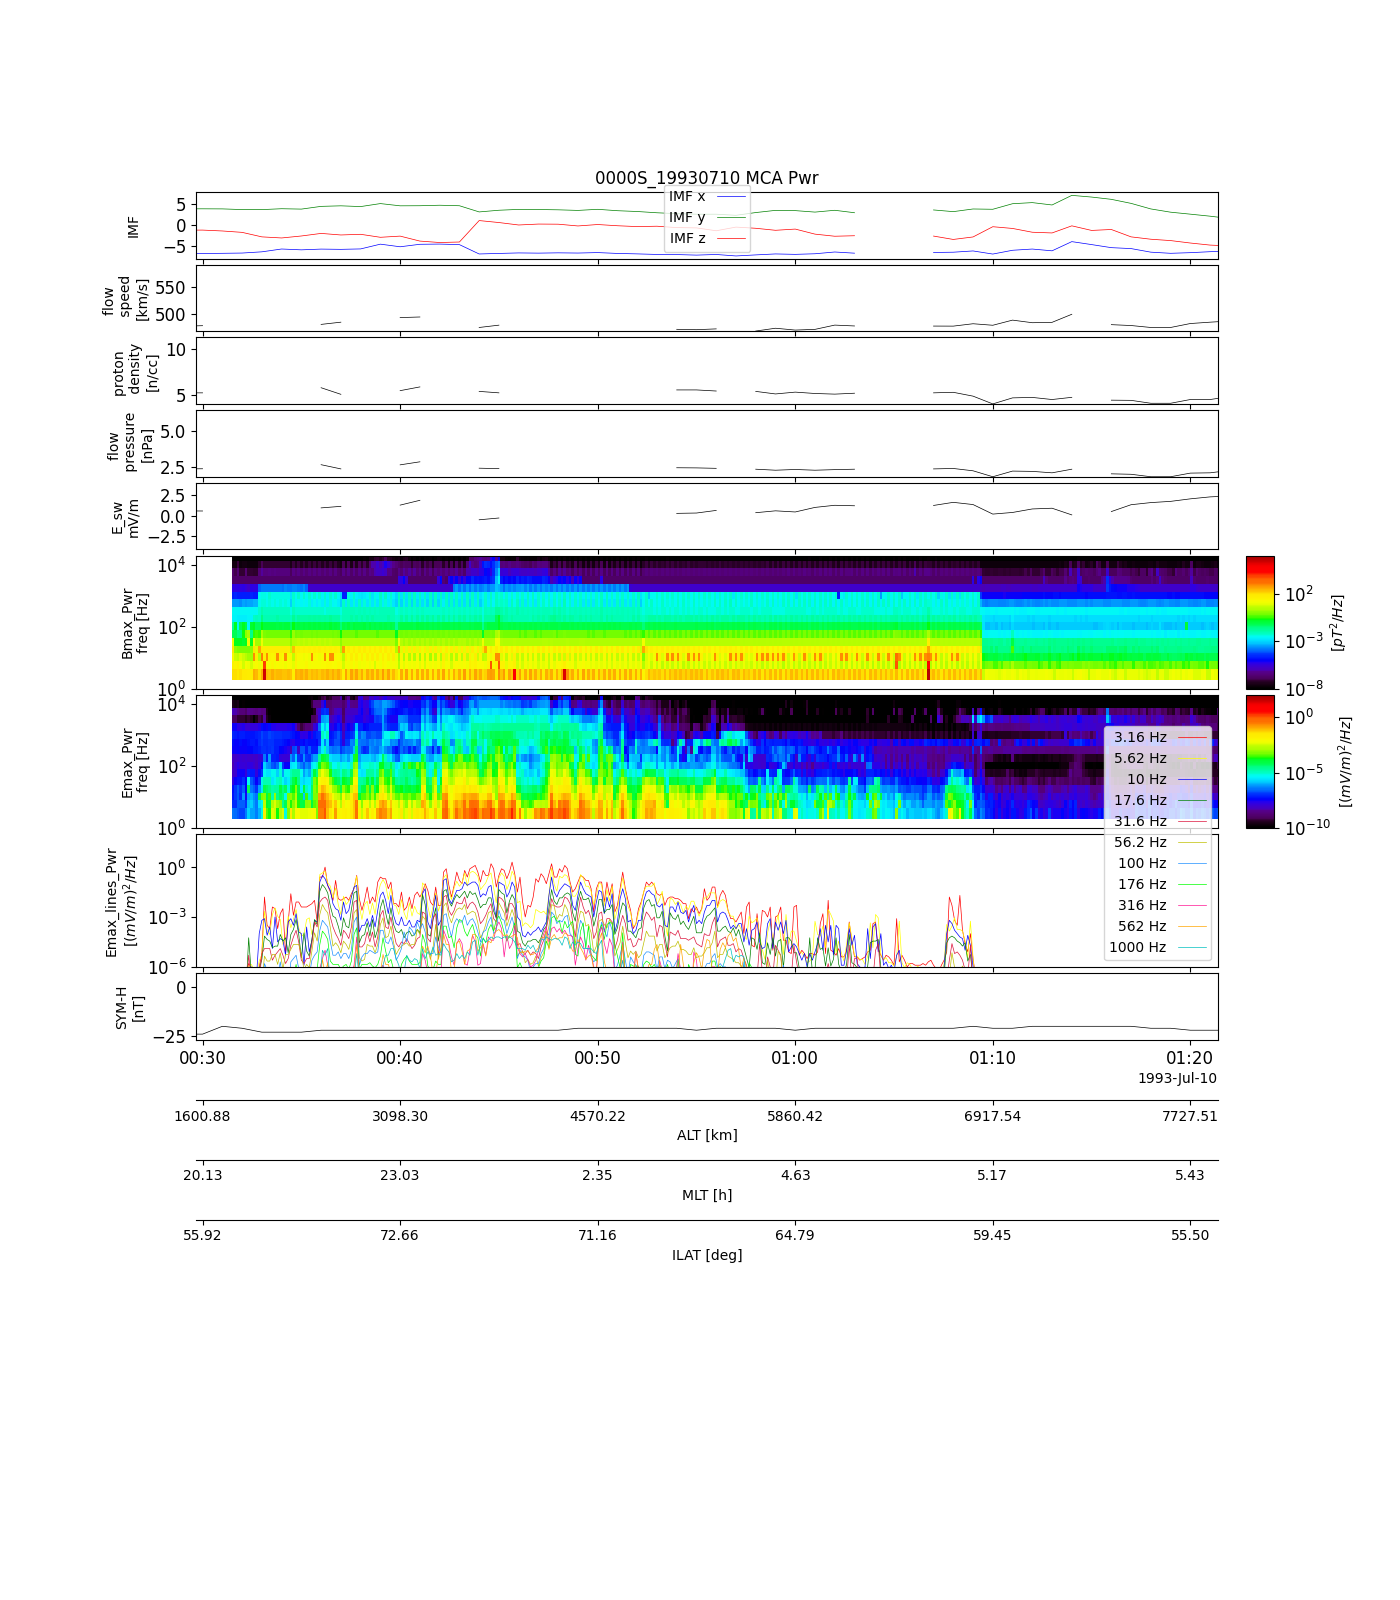 0000S_19930710 MCA Pwr
IMF
5
0
−5
IMF x
IMF y
IMF z
flow
speed
[km/s]
550
500
proton
density
[n/cc]
10
5
flow
pressure
[nPa]
5.0
2.5
E_sw
mV/m
2.5
0.0
−2.5
Bmax_Pwr
freq [Hz]
10^4
10^2
10^0
10^2
10^−3
10^−8
[pT^2/Hz]
Emax_Pwr
freq [Hz]
10^4
10^2
10^0
10^0
10^−5
10^−10
[(mV/m)^2/Hz]
3.16 Hz
5.62 Hz
10 Hz
17.6 Hz
31.6 Hz
56.2 Hz
100 Hz
176 Hz
316 Hz
562 Hz
1000 Hz
Emax_lines_Pwr
[(mV/m)^2/Hz]
10^0
10^−3
10^−6
SYM-H
[nT]
0
−25
00:30 00:40 00:50 01:00 01:10 01:20
1993-Jul-10
1600.88 3098.30 4570.22 5860.42 6917.54 7727.51
ALT [km]
20.13 23.03 2.35 4.63 5.17 5.43
MLT [h]
55.92 72.66 71.16 64.79 59.45 55.50
ILAT [deg]